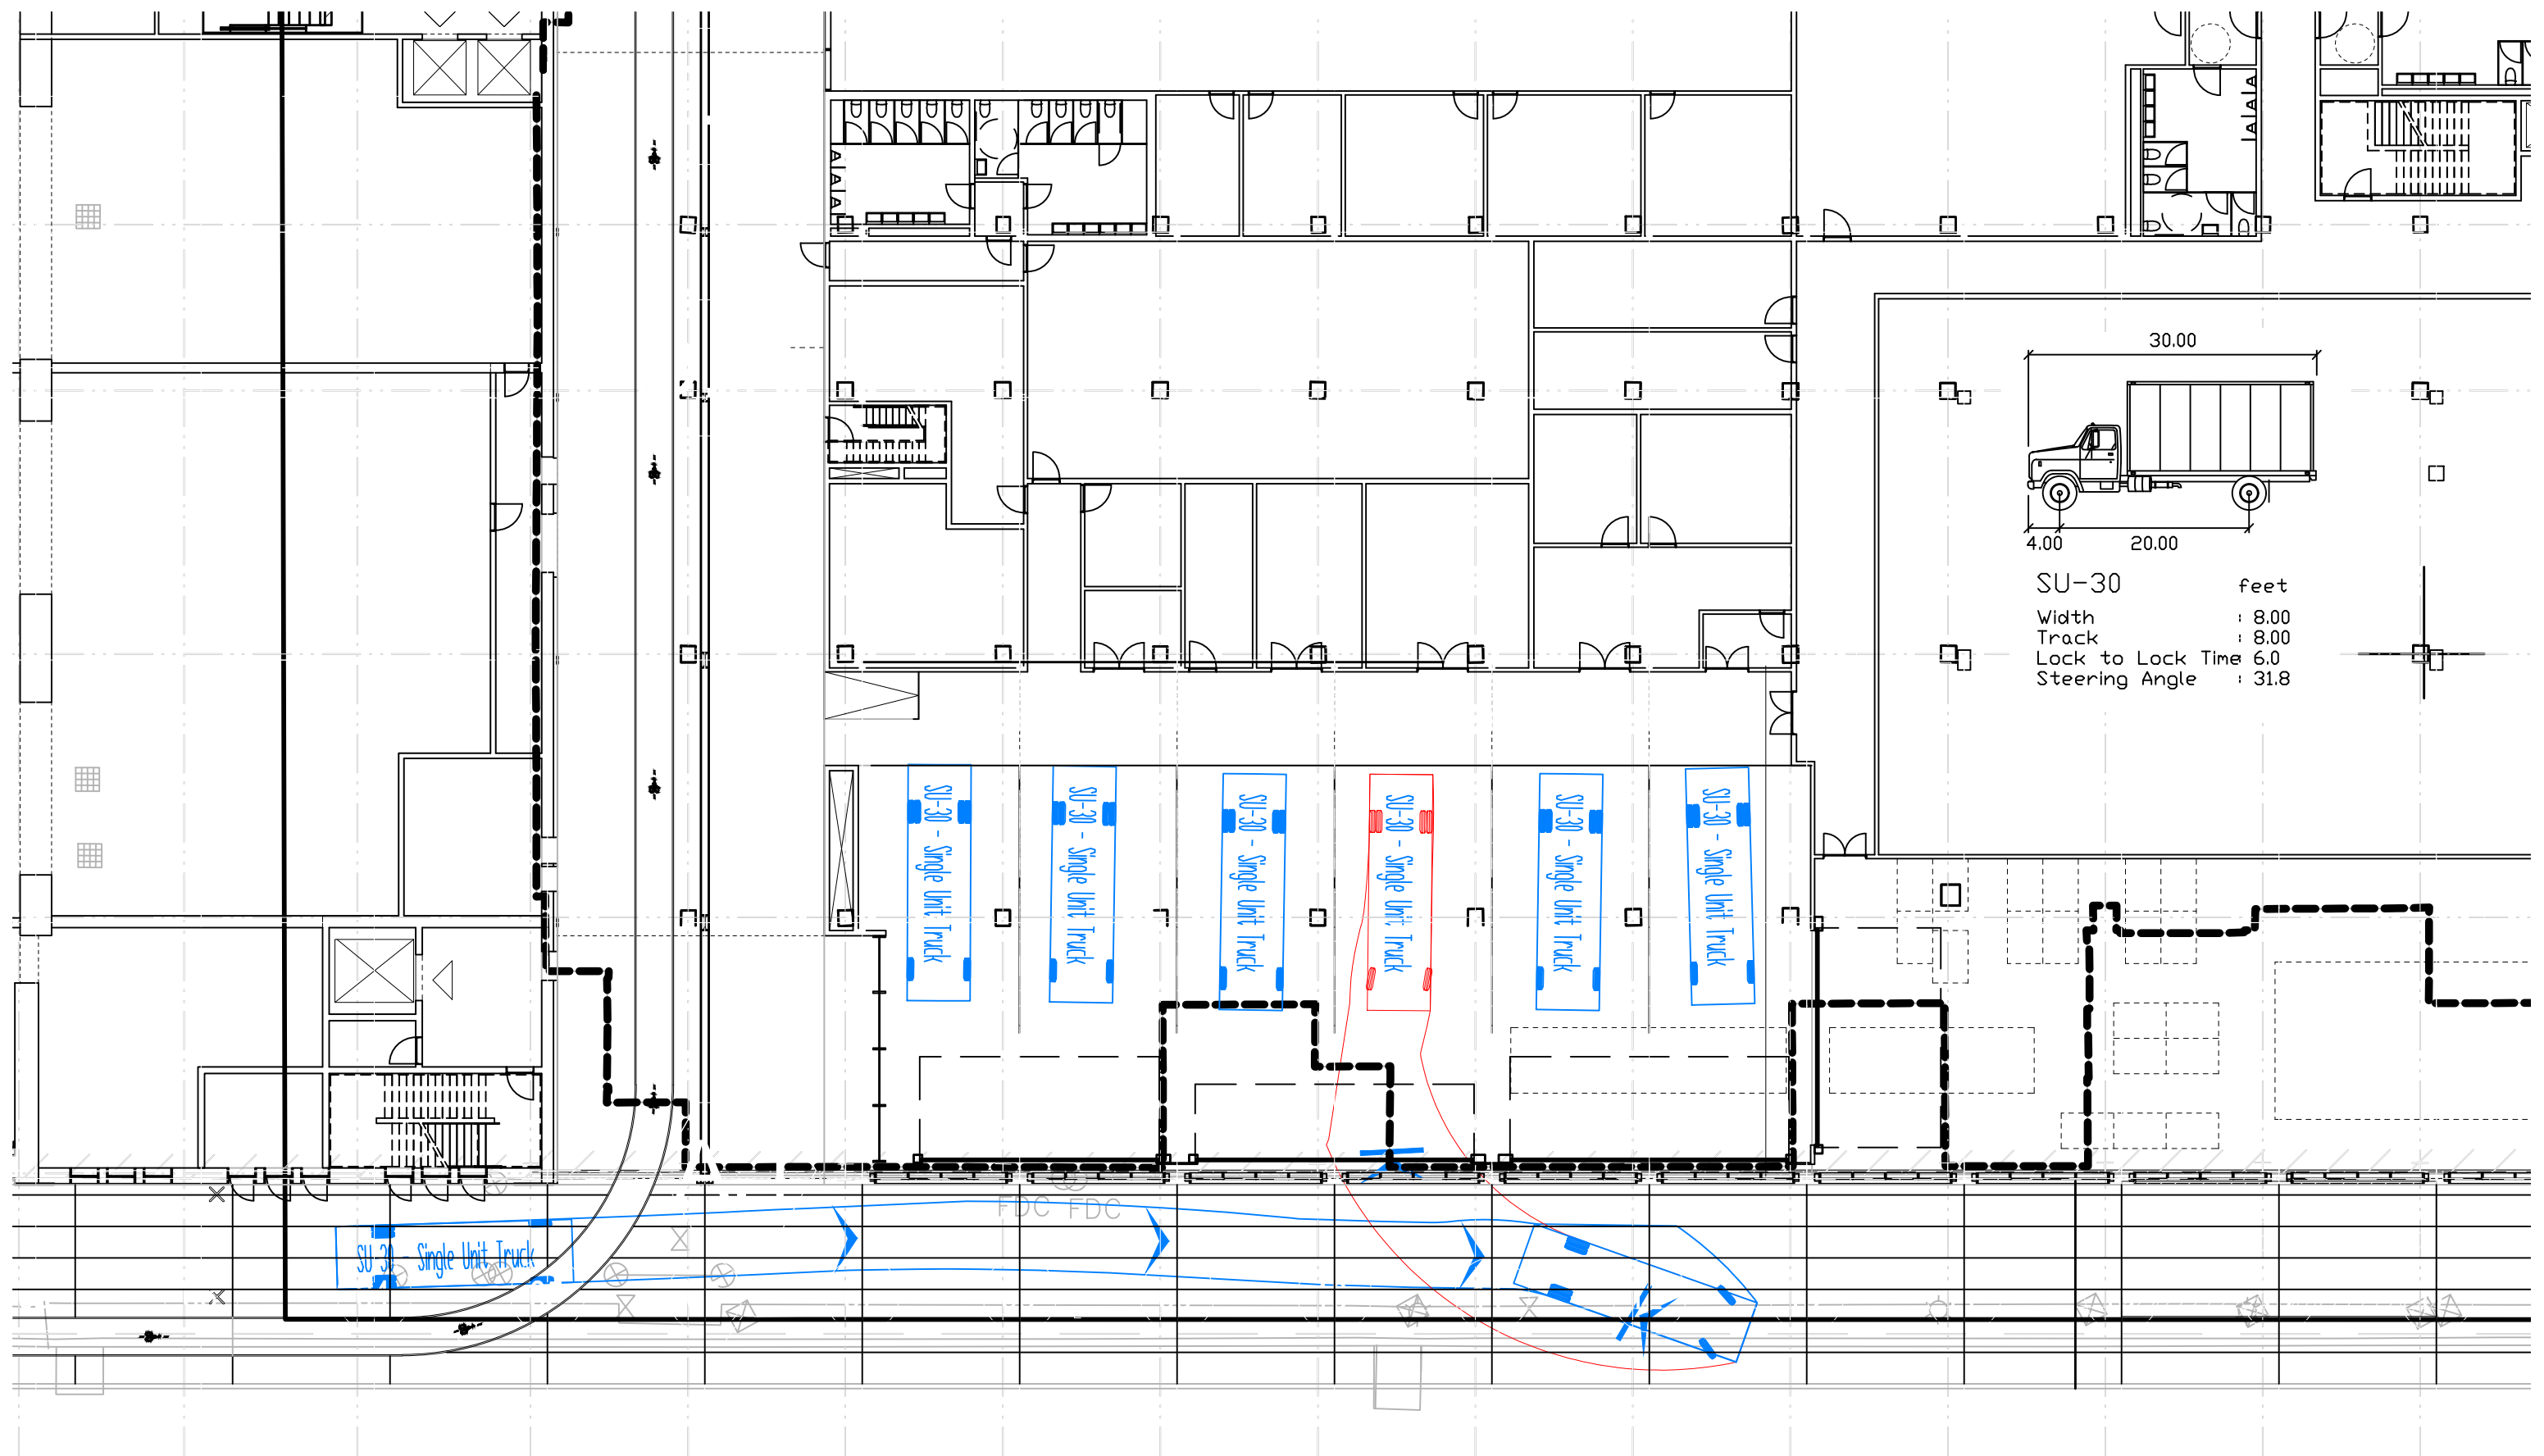 30.00
4.00 20.00
SU-30 feet
Width : 8.00
Track : 8.00
Lock to Lock Time : 6.0
Steering Angle : 31.8
SU-30 - Single Unit Truck
SU-30 - Single Unit Truck
SU-30 - Single Unit Truck
SU-30 - Single Unit Truck
SU-30 - Single Unit Truck
SU-30 - Single Unit Truck
FDC FDC
SU-30 - Single Unit Truck